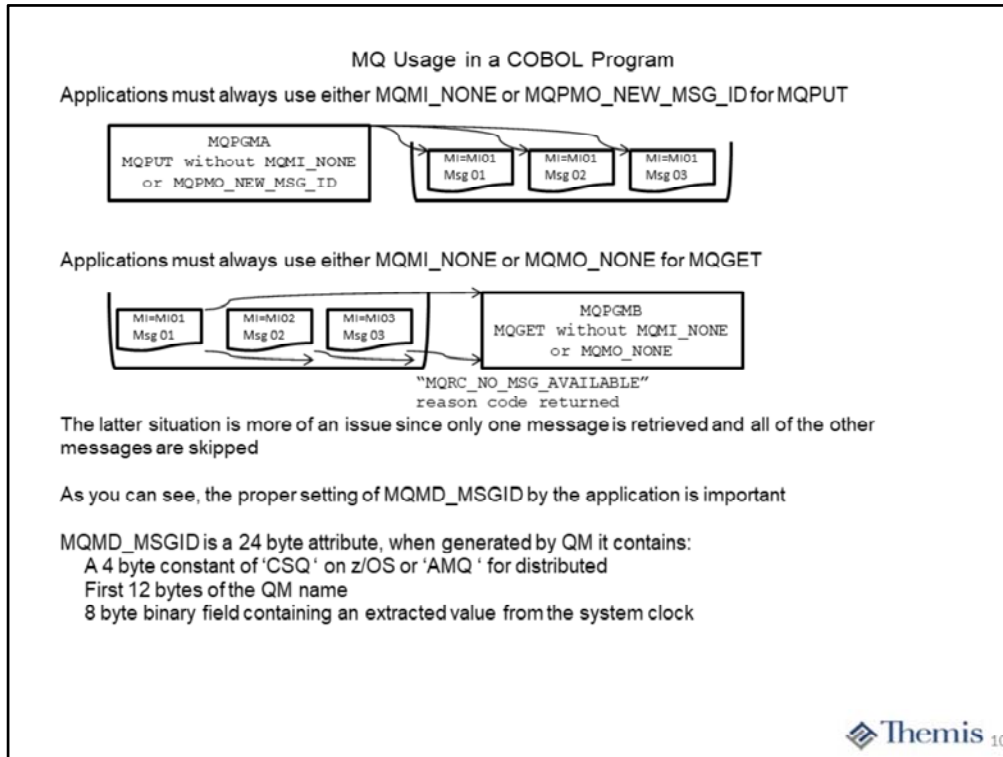 MQ Usage in a COBOL Program
Applications must always use either MQMI_NONE or MQPMO_NEW_MSG_ID for MQPUT
MQPGMA
MQPUT without MQMI_NONE
or MQPMO_NEW_MSG_ID
MI=MI01
Msg 01
MI=MI01
Msg 02
MI=MI01
Msg 03
Applications must always use either MQMI_NONE or MQMO_NONE for MQGET
MI=MI01
Msg 01
MI=MI02
Msg 02
MI=MI03
Msg 03
MQPGMB
MQGET without MQMI_NONE
or MQMO_NONE
“MQRC_NO_MSG_AVAILABLE”
reason code returned
The latter situation is more of an issue since only one message is retrieved and all of the other
messages are skipped
As you can see, the proper setting of MQMD_MSGID by the application is important
MQMD_MSGID is a 24 byte attribute, when generated by QM it contains:
A 4 byte constant of ‘CSQ ‘ on z/OS or ‘AMQ ‘ for distributed
First 12 bytes of the QM name
8 byte binary field containing an extracted value from the system clock
Themis